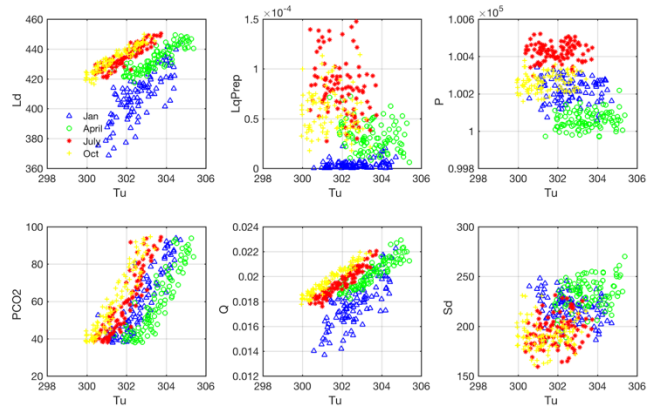 ×10⁻⁴ ×10⁵
460 1.5 1.006
440 1.004
420 1
Ld LqPrep P 1.002
400
Jan 0.5
April 1
380
July
Oct
360 0 0.998
298 300 302 304 306 298 300 302 304 306 298 300 302 304 306
Tu Tu Tu
100 0.024 300
0.022
80
0.02 250
PCO2 60 Q 0.018 Sd
0.016 200
40
0.014
20 0.012 150
298 300 302 304 306 298 300 302 304 306 298 300 302 304 306
Tu Tu Tu